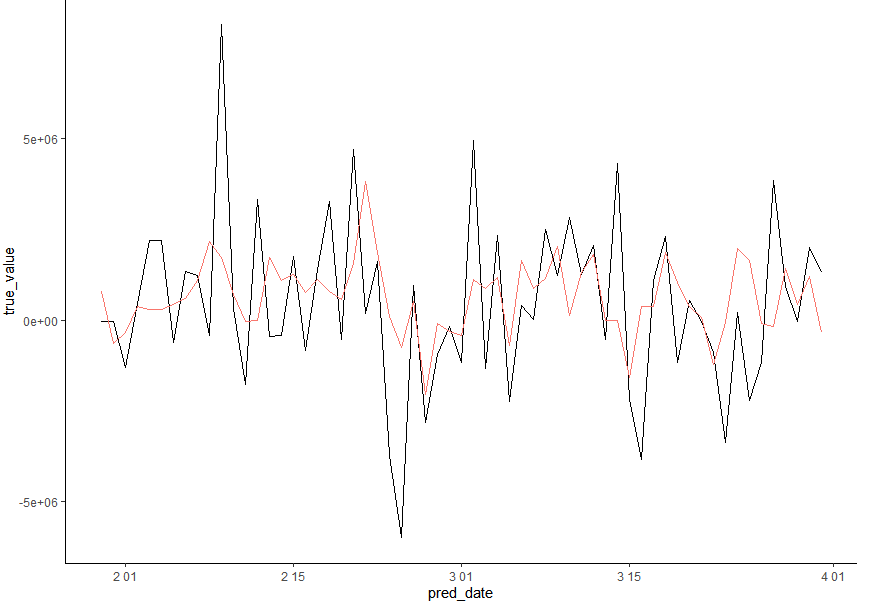 5e+06
0e+00
-5e+06
true_value
2 01
2 15
3 01
3 15
4 01
pred_date